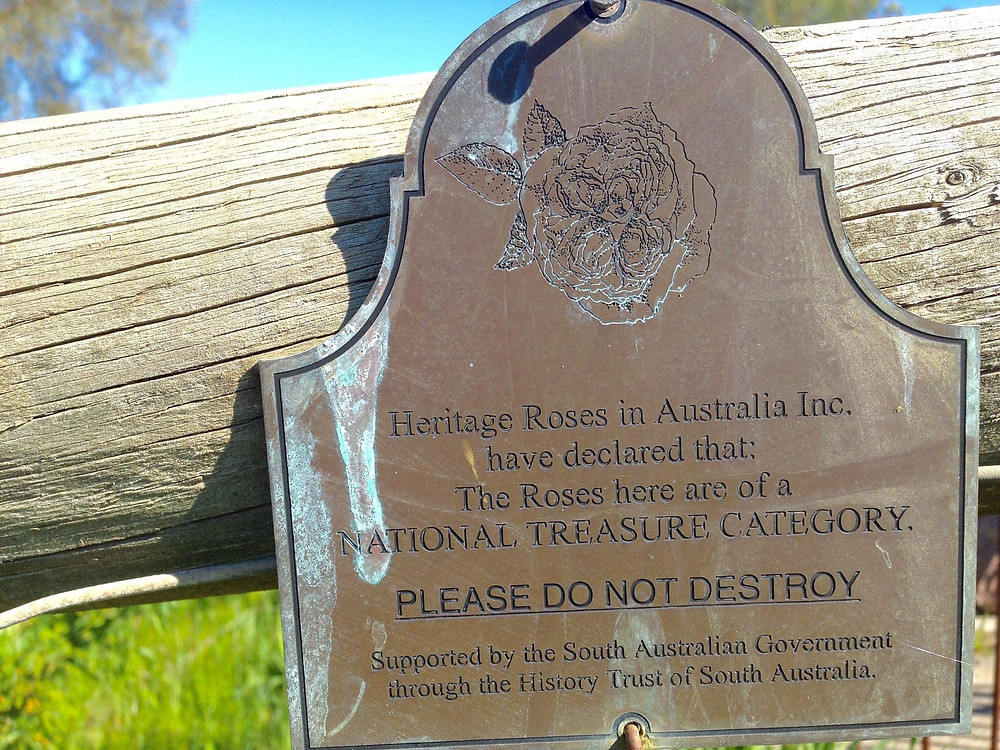 Heritage Roses in Australia Inc.
have declared that:
The Roses here are of a
NATIONAL TREASURE CATEGORY.
PLEASE DO NOT DESTROY
Supported by the South Australian Government
through the History Trust of South Australia.